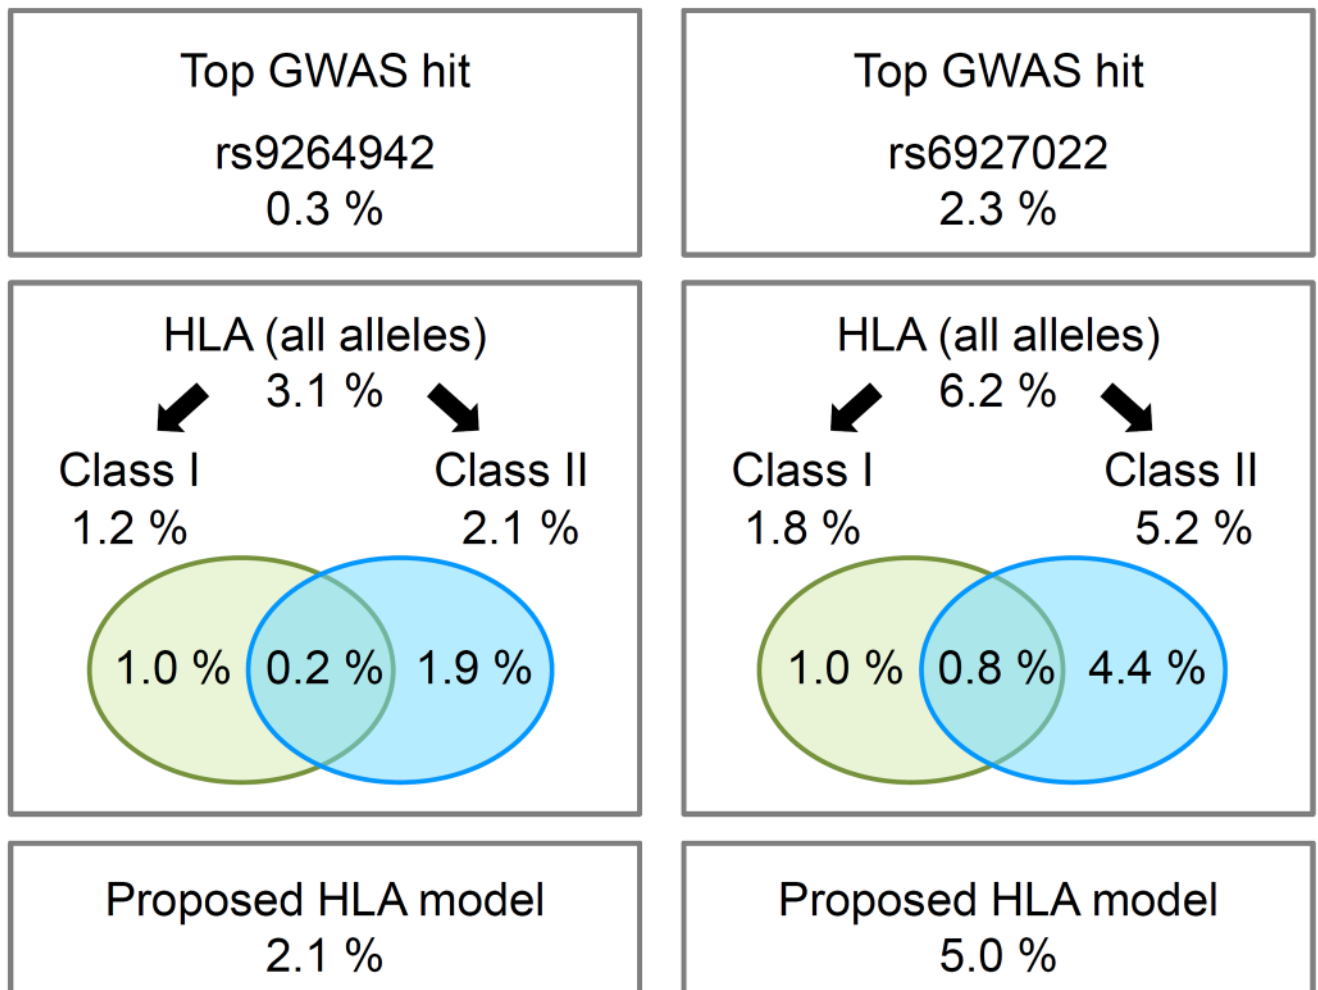 Top GWAS hit
rs9264942
0.3 %
HLA (all alleles)
3.1 %
Class I
1.2 %
Class II
2.1 %
1.0 %
0.2 %
1.9 %
Proposed HLA model
2.1 %
Top GWAS hit
rs6927022
2.3 %
HLA (all alleles)
6.2 %
Class I
1.8 %
Class II
5.2 %
1.0 %
0.8 %
4.4 %
Proposed HLA model
5.0 %